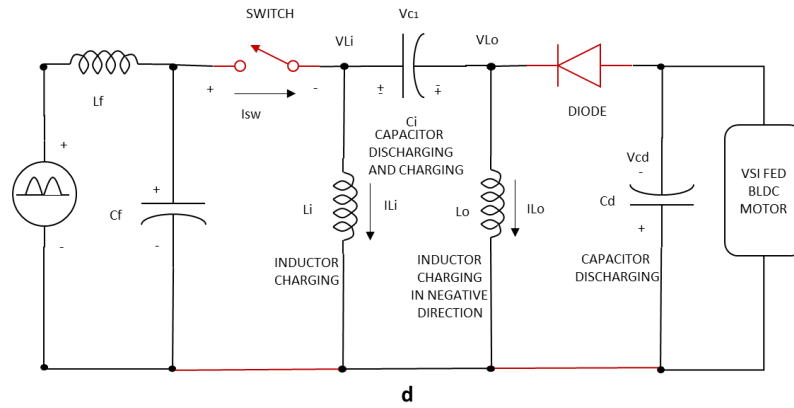 SWITCH
VLi
Vc1
VLo
Lf
+
-
Isw
+
-
-
+
Ci
DIODE
CAPACITOR
DISCHARGING
AND CHARGING
+
-
+
Cf
-
Li
ILi
Lo
ILo
Vcd
-
Cd
+
VSI FED
BLDC
MOTOR
INDUCTOR
CHARGING
INDUCTOR
CHARGING
IN NEGATIVE
DIRECTION
CAPACITOR
DISCHARGING
d